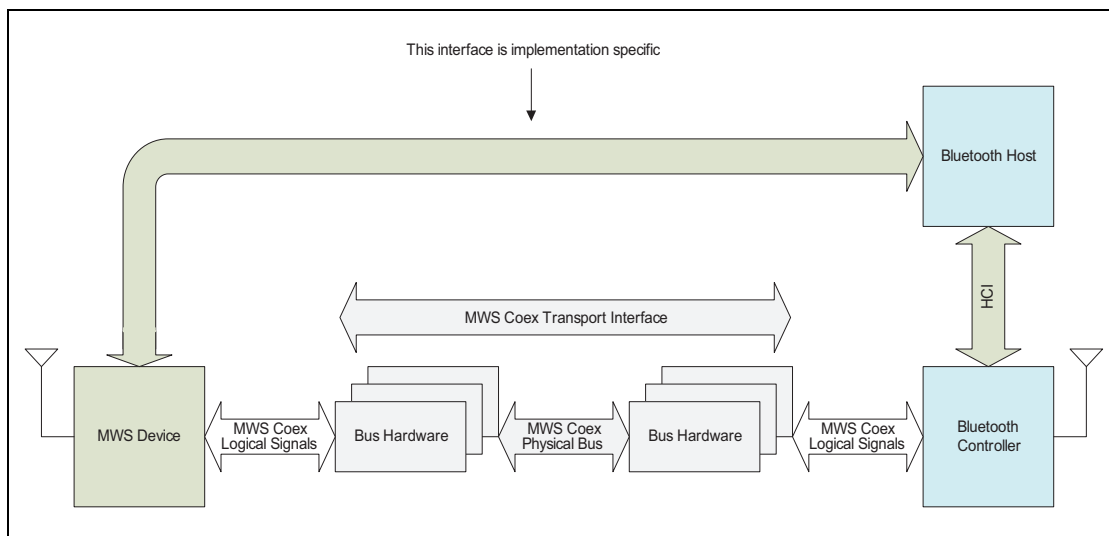 This interface is implementation specific
Bluetooth Host
HCI
MWS Coex Transport Interface
MWS Device
MWS Coex
Logical Signals
Bus Hardware
MWS Coex
Physical Bus
Bus Hardware
MWS Coex
Logical Signals
Bluetooth
Controller